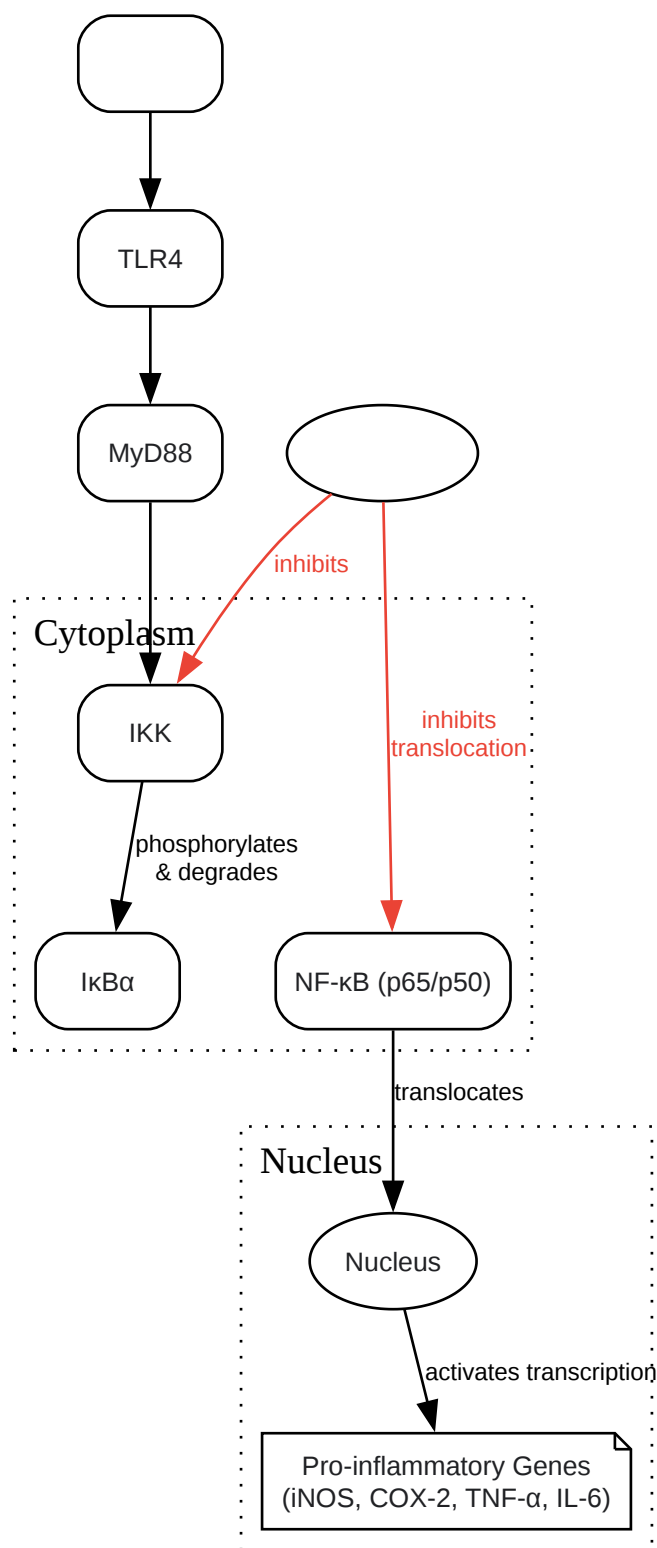 TLR4
MyD88
inhibits
Cytoplasm
IKK
inhibits
translocation
phosphorylates
& degrades
IκBα
NF-κB (p65/p50)
translocates
Nucleus
Nucleus
activates transcription
Pro-inflammatory Genes
(iNOS, COX-2, TNF-α, IL-6)